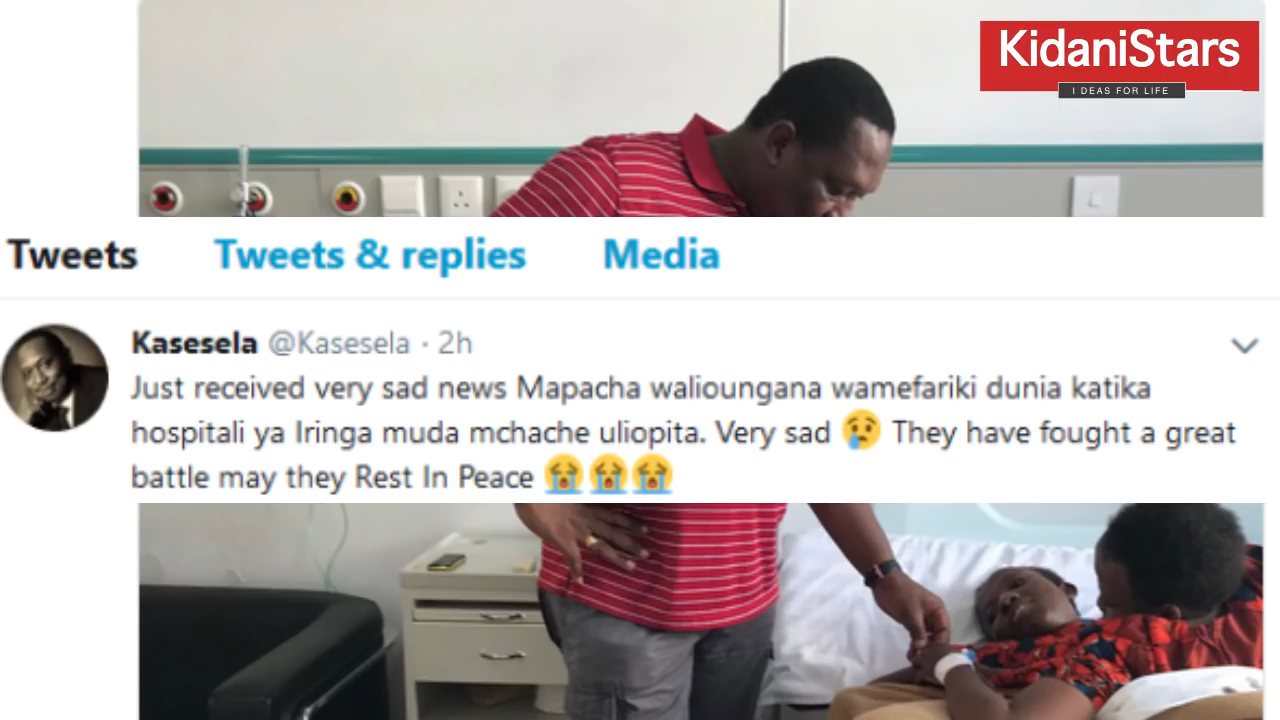 KidaniStars
I DEAS FOR LIFE
Tweets Tweets & replies Media
Kasesela @Kasesela · 2h
Just received very sad news Mapacha walioungana wamefariki dunia katika
hospitali ya Iringa muda mchache uliopita. Very sad 😢 They have fought a great
battle may they Rest In Peace 😭😭😭